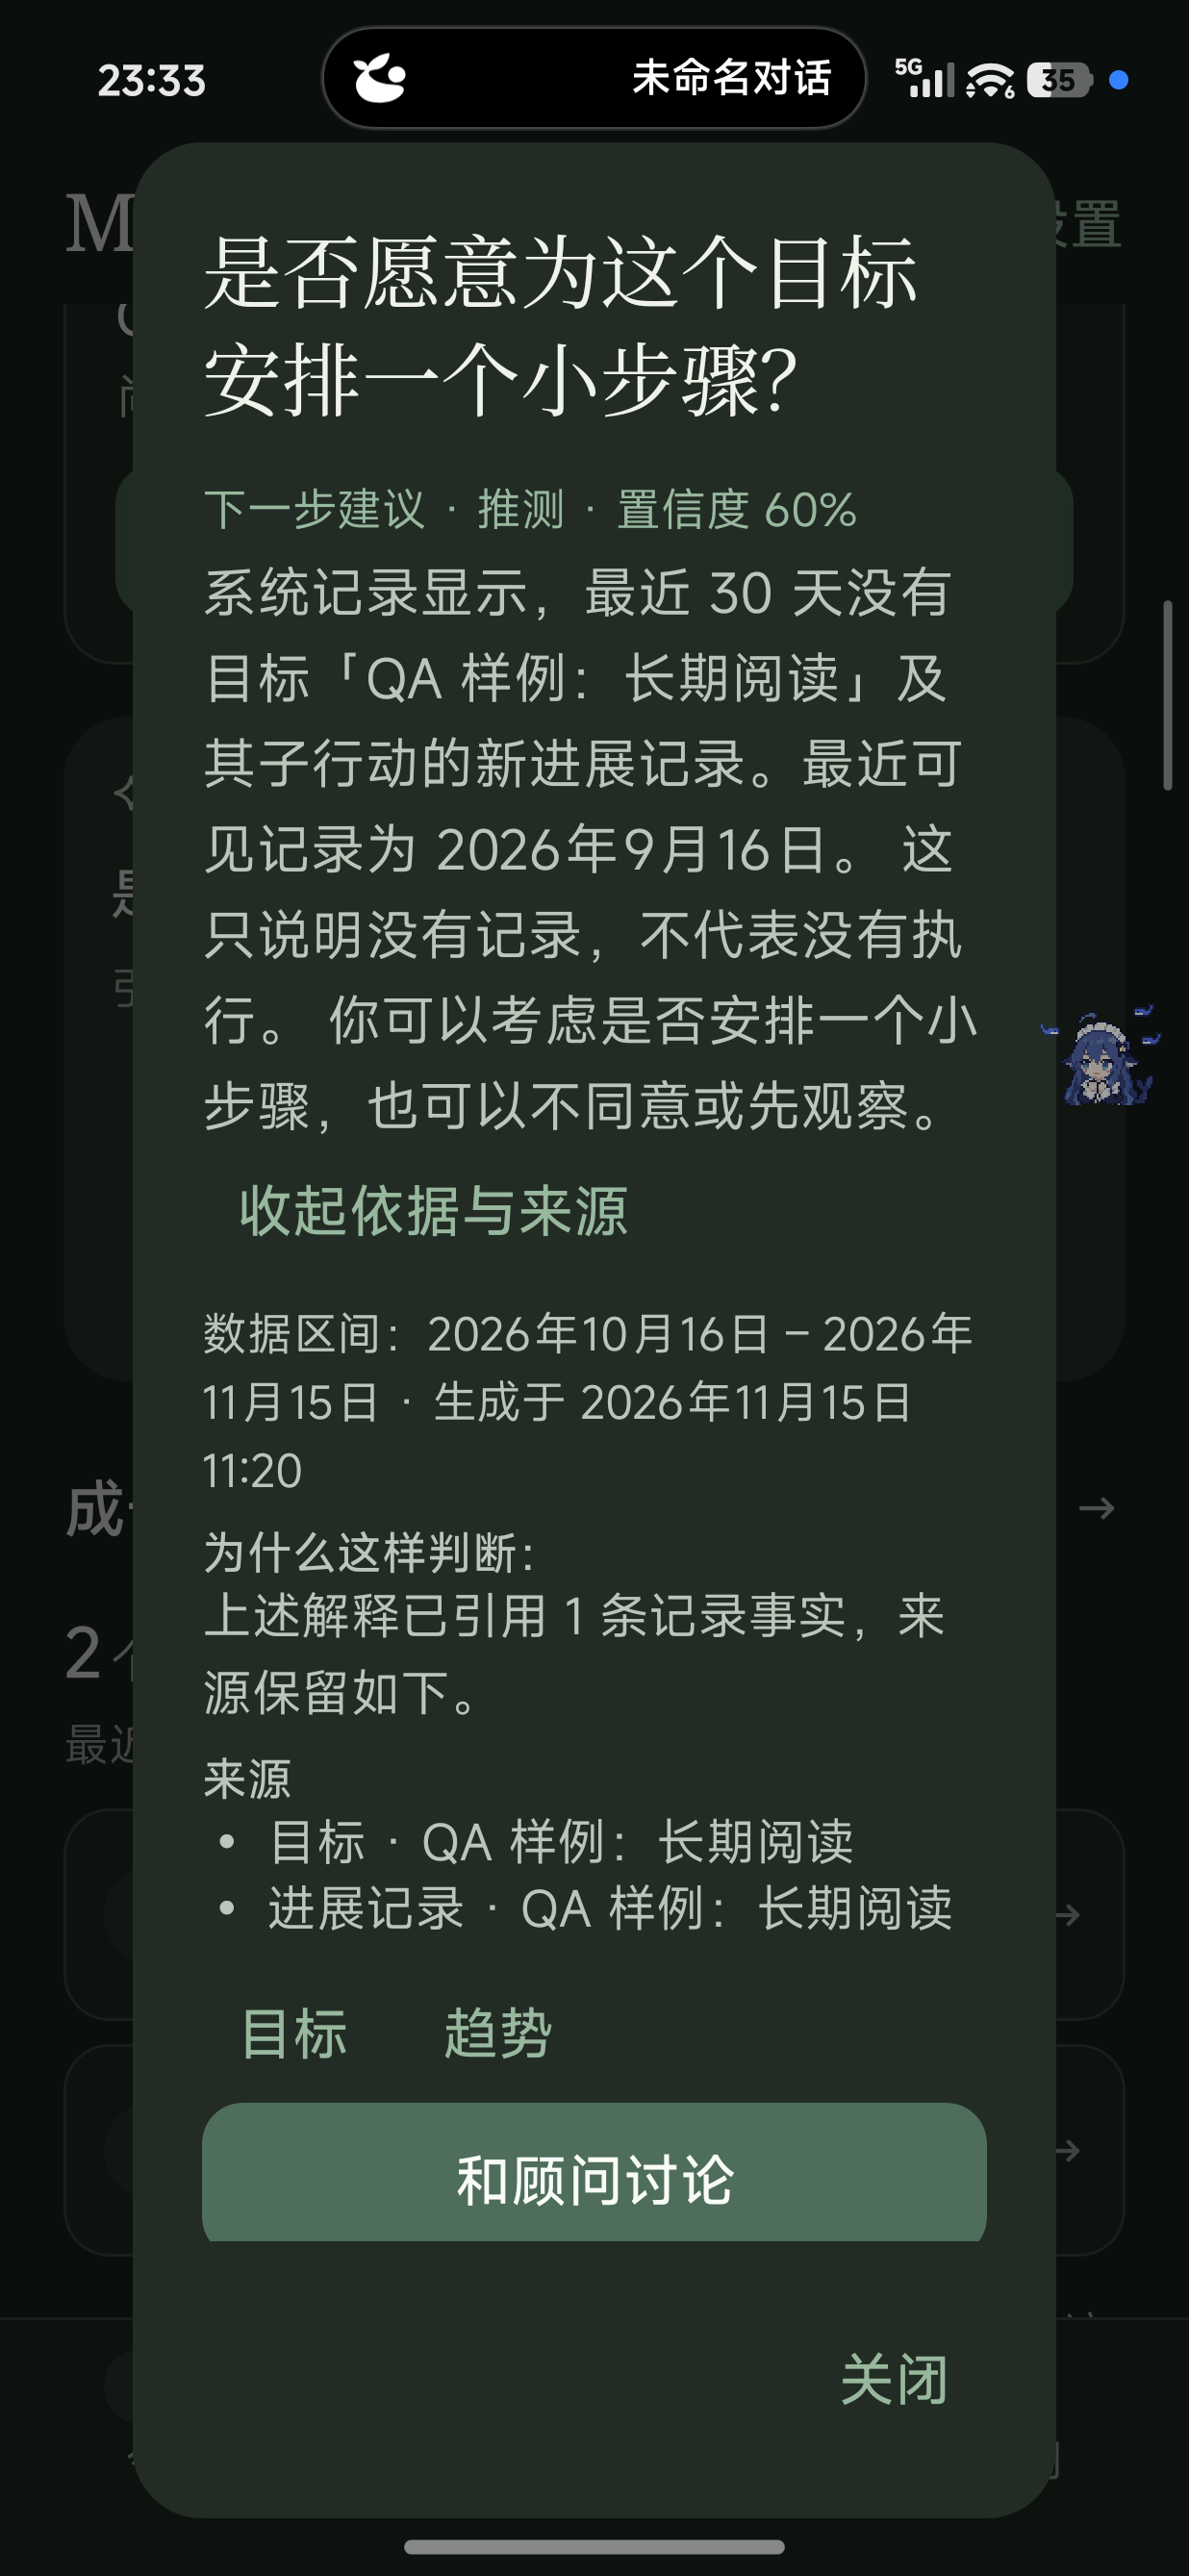 23:33
未命名对话
5G
6
35
M
设置
是否愿意为这个目标
安排一个小步骤?
下一步建议 · 推测 · 置信度 60%
系统记录显示，最近 30 天没有
目标「QA 样例：长期阅读」及
其子行动的新进展记录。最近可
见记录为 2026年9月16日。 这
只说明没有记录，不代表没有执
行。 你可以考虑是否安排一个小
步骤，也可以不同意或先观察。
收起依据与来源
数据区间：2026年10月16日 – 2026年
11月15日 · 生成于 2026年11月15日
11:20
为什么这样判断：
上述解释已引用 1 条记录事实，来
源保留如下。
来源
• 目标 · QA 样例：长期阅读
• 进展记录 · QA 样例：长期阅读
目标 趋势
和顾问讨论
关闭
成
2
最近